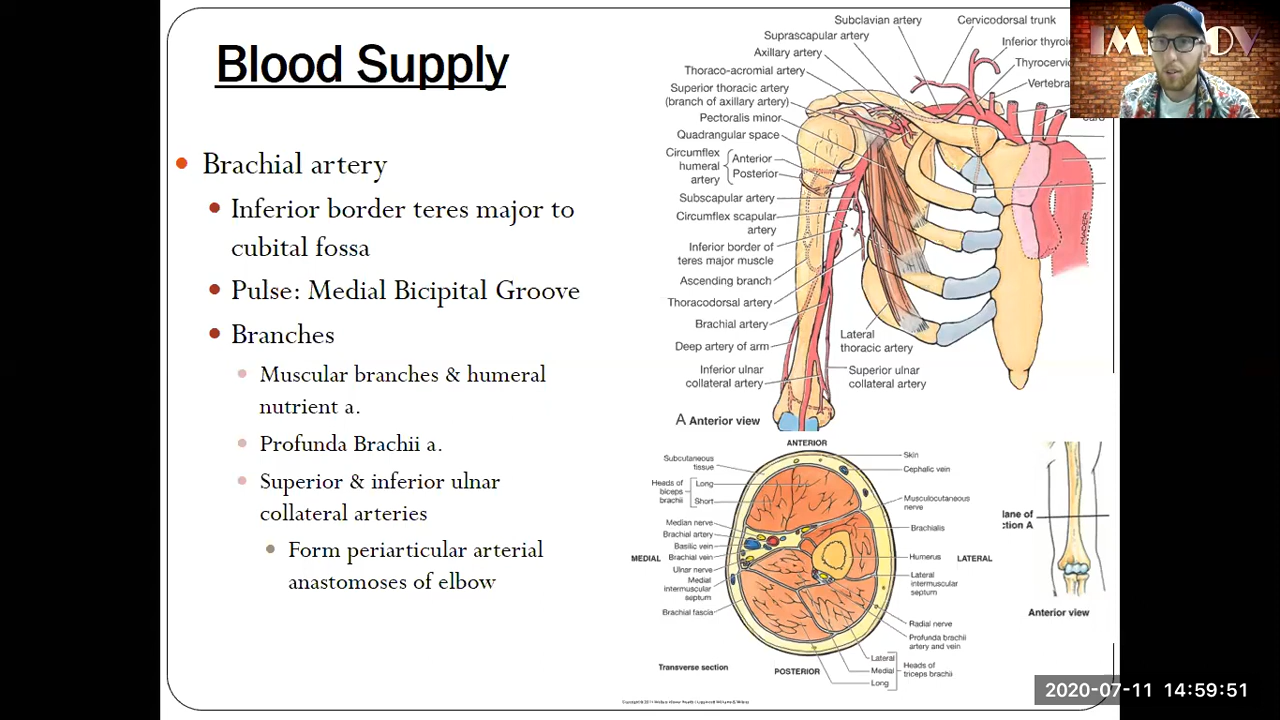 Blood Supply
Brachial artery
Inferior border teres major to
cubital fossa
Pulse: Medial Bicipital Groove
Branches
Muscular branches & humeral
nutrient a.
Profunda Brachii a.
Superior & inferior ulnar
collateral arteries
Form periarticular arterial
anastomoses of elbow
Subclavian artery
Cervicodorsal trunk
Suprascapular artery
Inferior thyroi
Axillary artery
Thyrocervi
Thoraco-acromial artery
Vertebra
Superior thoracic artery
(branch of axillary artery)
Pectoralis minor
Quadrangular space
Circumflex
humeral
artery
Anterior
Posterior
Subscapular artery
Circumflex scapular
artery
Inferior border of
teres major muscle
Ascending branch
Thoracodorsal artery
Brachial artery
Deep artery of arm
Lateral
thoracic artery
Inferior ulnar
collateral artery
Superior ulnar
collateral artery
A Anterior view
ANTERIOR
Subcutaneous
tissue
Skin
Cephalic vein
Heads of
biceps
brachii
Long
Short
Musculocutaneous
nerve
Median nerve
Brachial artery
Basilic vein
Brachial vein
Ulnar nerve
Medial
intermuscular
septum
Brachial fascia
MEDIAL
Brachialis
Humerus
LATERAL
Lateral
intermuscular
septum
Radial nerve
Profunda brachii
artery and vein
Lateral
Medial
Long
Heads of
triceps brachii
Transverse section
POSTERIOR
lane of
ction A
Anterior view
2020-07-11 14:59:51